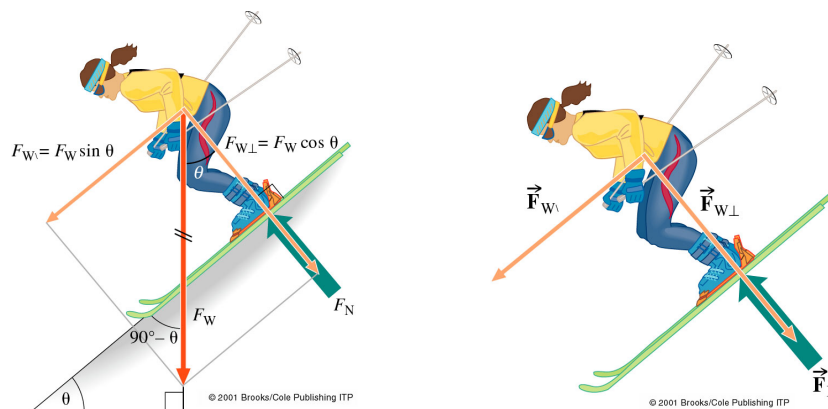 F_W\ = F_W sin θ
F_W⊥ = F_W cos θ
θ
F_W
F_N
90° – θ
θ
© 2001 Brooks/Cole Publishing ITP
F_W\
F_W⊥
F
© 2001 Brooks/Cole Publishing ITP